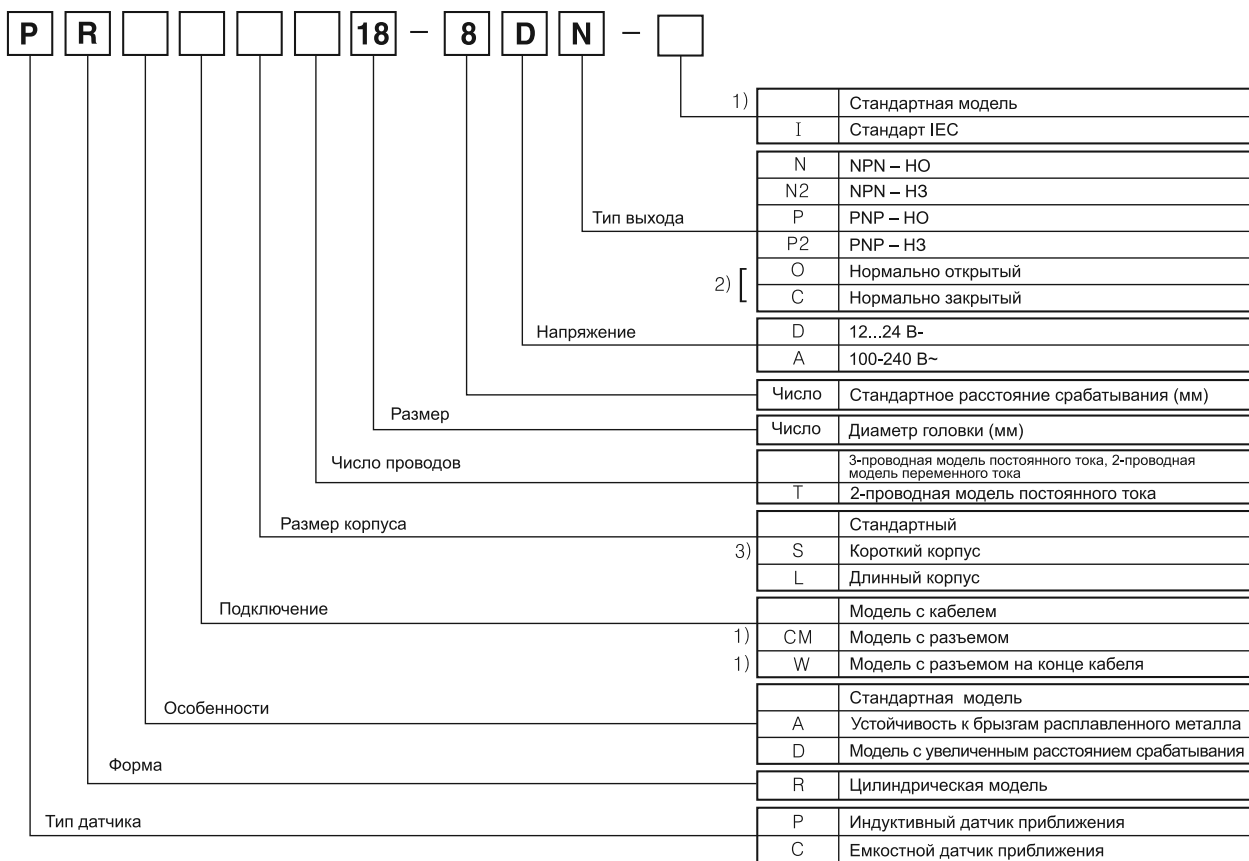 P R 18 - 8 D N -
1) Стандартная модель
I Стандарт IEC
N NPN – НО
N2 NPN – НЗ
Тип выхода P PNP – НО
P2 PNP – НЗ
2) [ O Нормально открытый
C Нормально закрытый
Напряжение D 12...24 В-
A 100-240 В~
Число Стандартное расстояние срабатывания (мм)
Размер
Число Диаметр головки (мм)
Число проводов
3-проводная модель постоянного тока, 2-проводная
модель переменного тока
T 2-проводная модель постоянного тока
Размер корпуса Стандартный
3) S Короткий корпус
L Длинный корпус
Подключение Модель с кабелем
1) CM Модель с разъемом
1) W Модель с разъемом на конце кабеля
Стандартная модель
Особенности
A Устойчивость к брызгам расплавленного металла
D Модель с увеличенным расстоянием срабатывания
Форма
R Цилиндрическая модель
Тип датчика P Индуктивный датчик приближения
C Емкостной датчик приближения